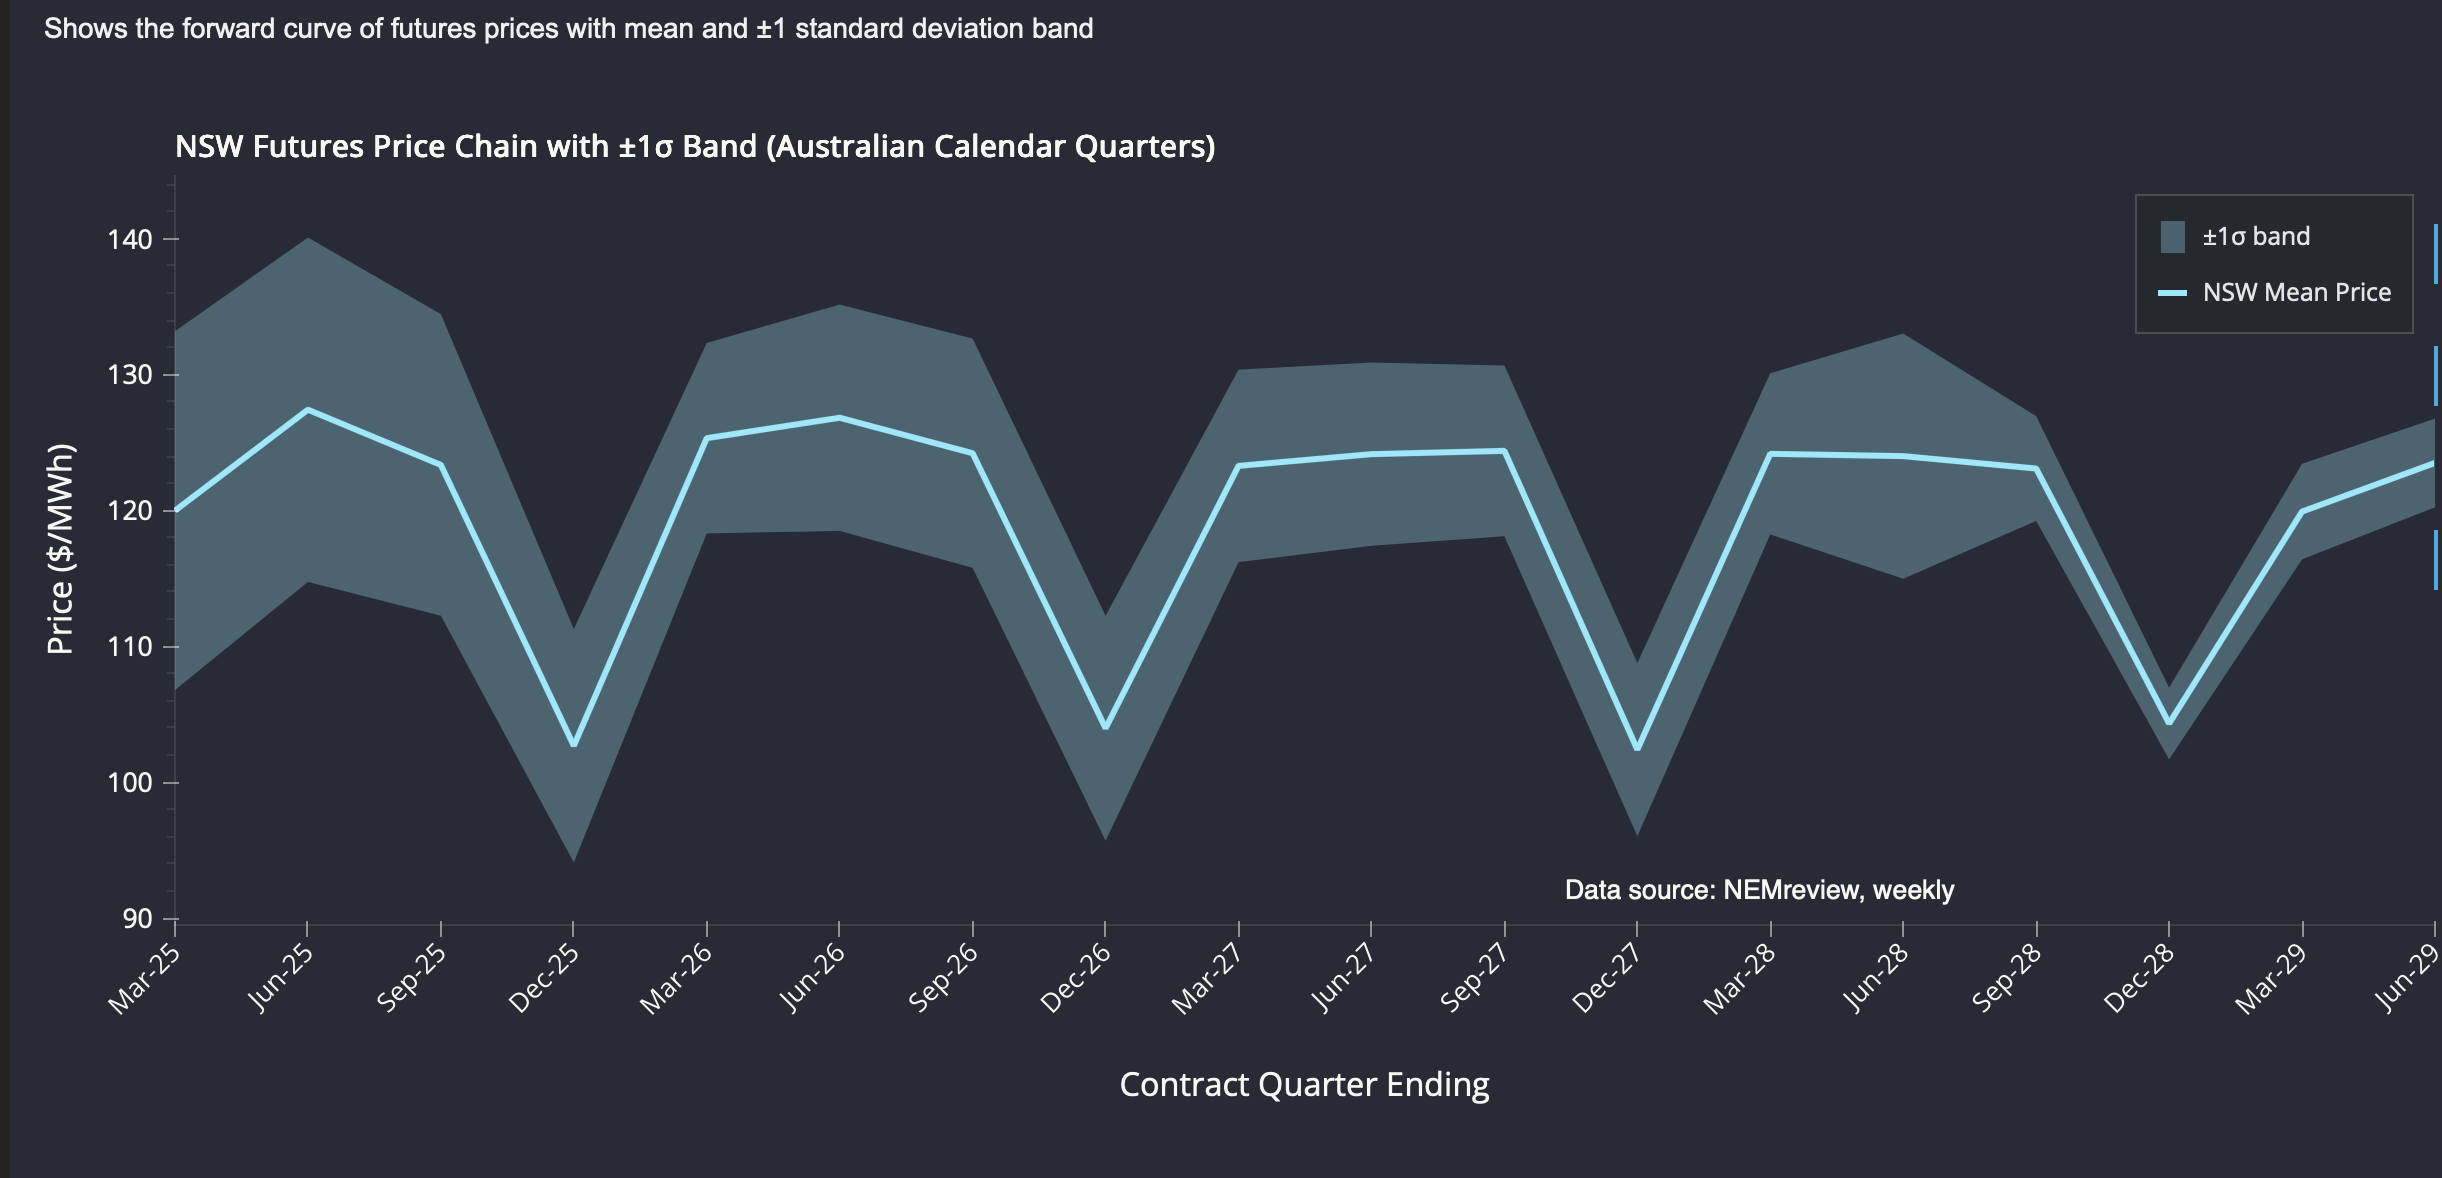 Shows the forward curve of futures prices with mean and ±1 standard deviation band
NSW Futures Price Chain with ±1σ Band (Australian Calendar Quarters)
±1σ band
NSW Mean Price
Price ($/MWh)
140
130
120
110
100
90
Data source: NEMreview, weekly
Mar-25
Jun-25
Sep-25
Dec-25
Mar-26
Jun-26
Sep-26
Dec-26
Mar-27
Jun-27
Sep-27
Dec-27
Mar-28
Jun-28
Sep-28
Dec-28
Mar-29
Jun-29
Contract Quarter Ending